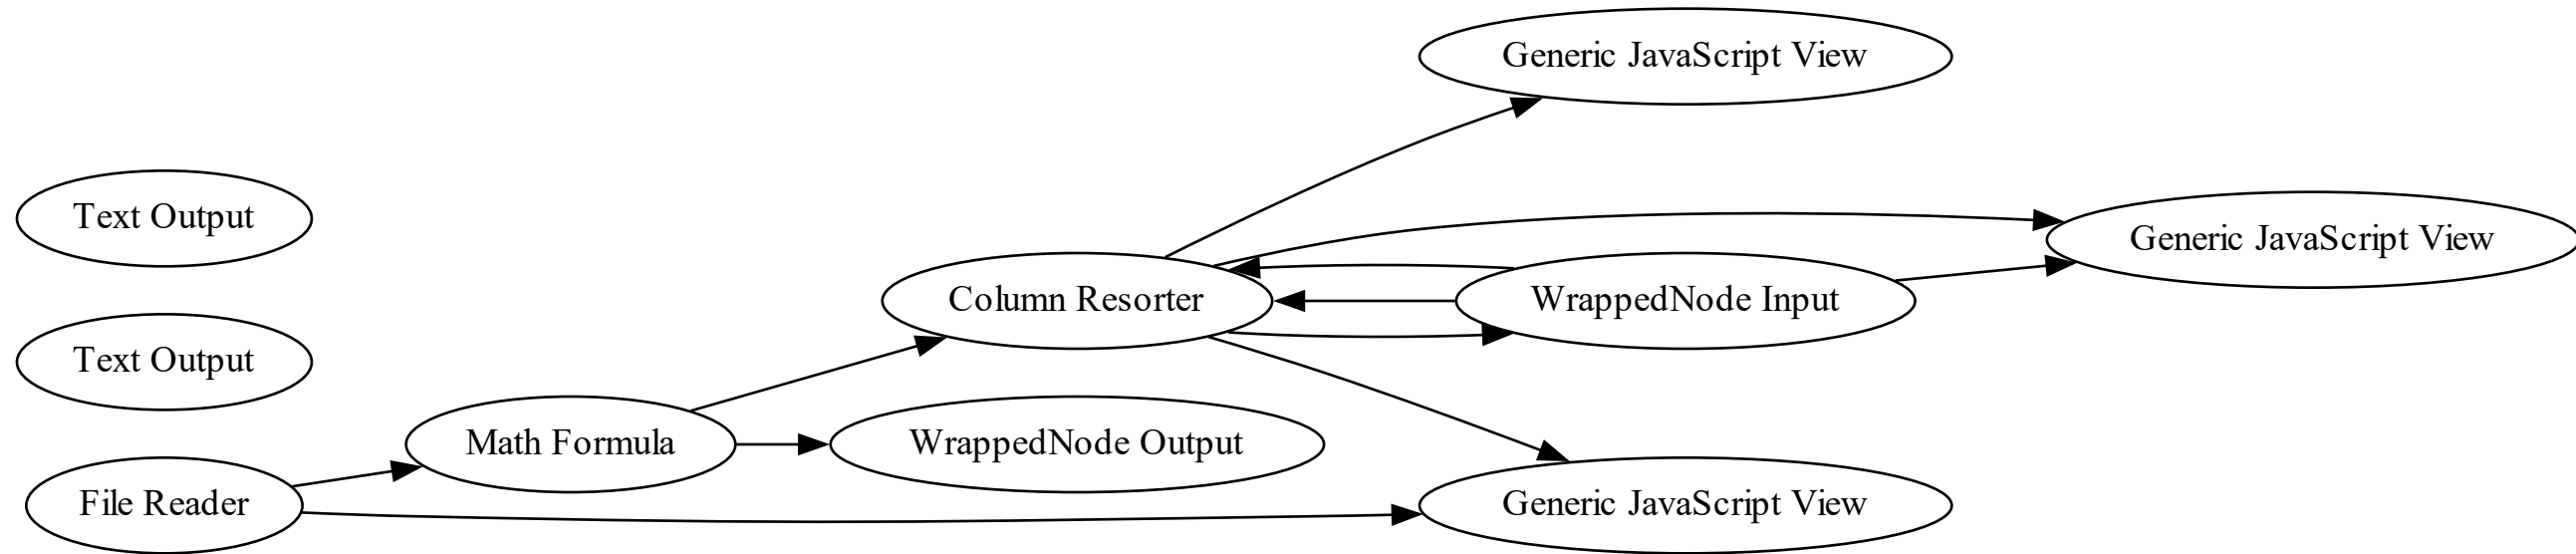 Generic JavaScript View
Text Output
Generic JavaScript View
Column Resorter
WrappedNode Input
Text Output
Math Formula
WrappedNode Output
File Reader
Generic JavaScript View